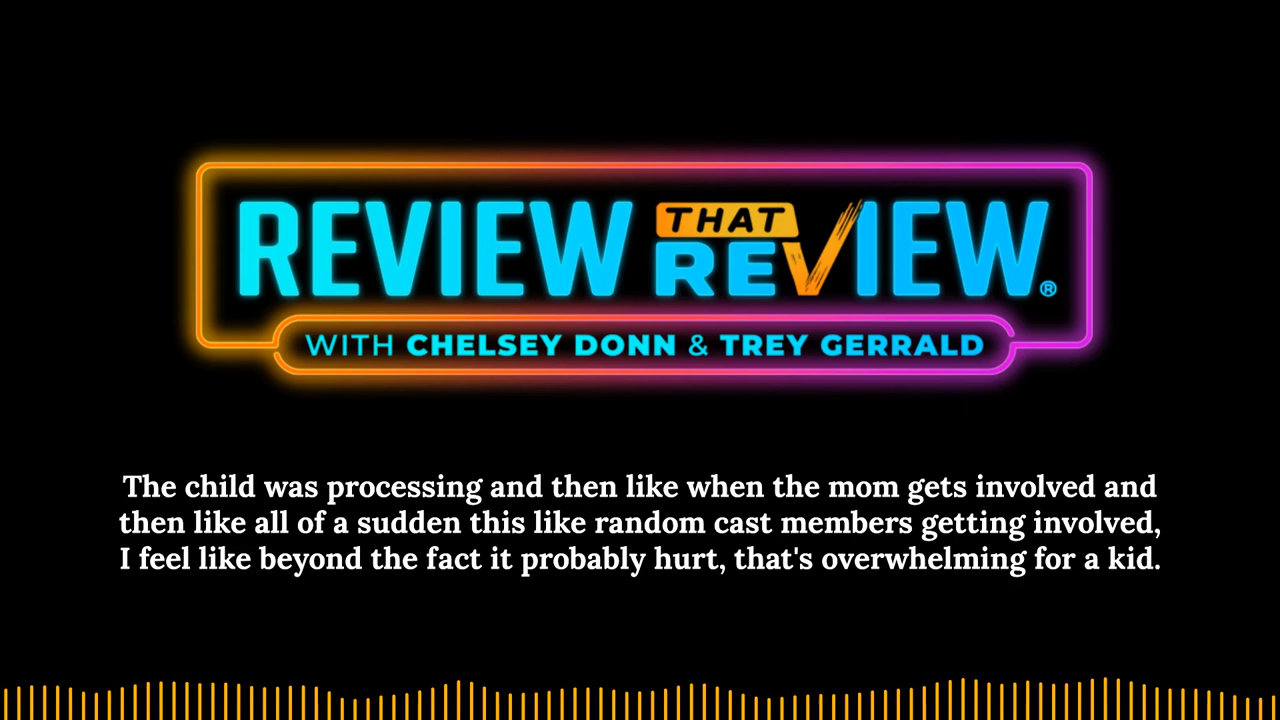 REVIEW THAT REVIEW®
WITH CHELSEY DONN & TREY GERRALD
The child was processing and then like when the mom gets involved and
then like all of a sudden this like random cast members getting involved,
I feel like beyond the fact it probably hurt, that's overwhelming for a kid.